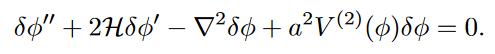 δϕ″ + 2ℋδϕ′ − ∇²δϕ + a²V⁽²⁾(ϕ)δϕ = 0.